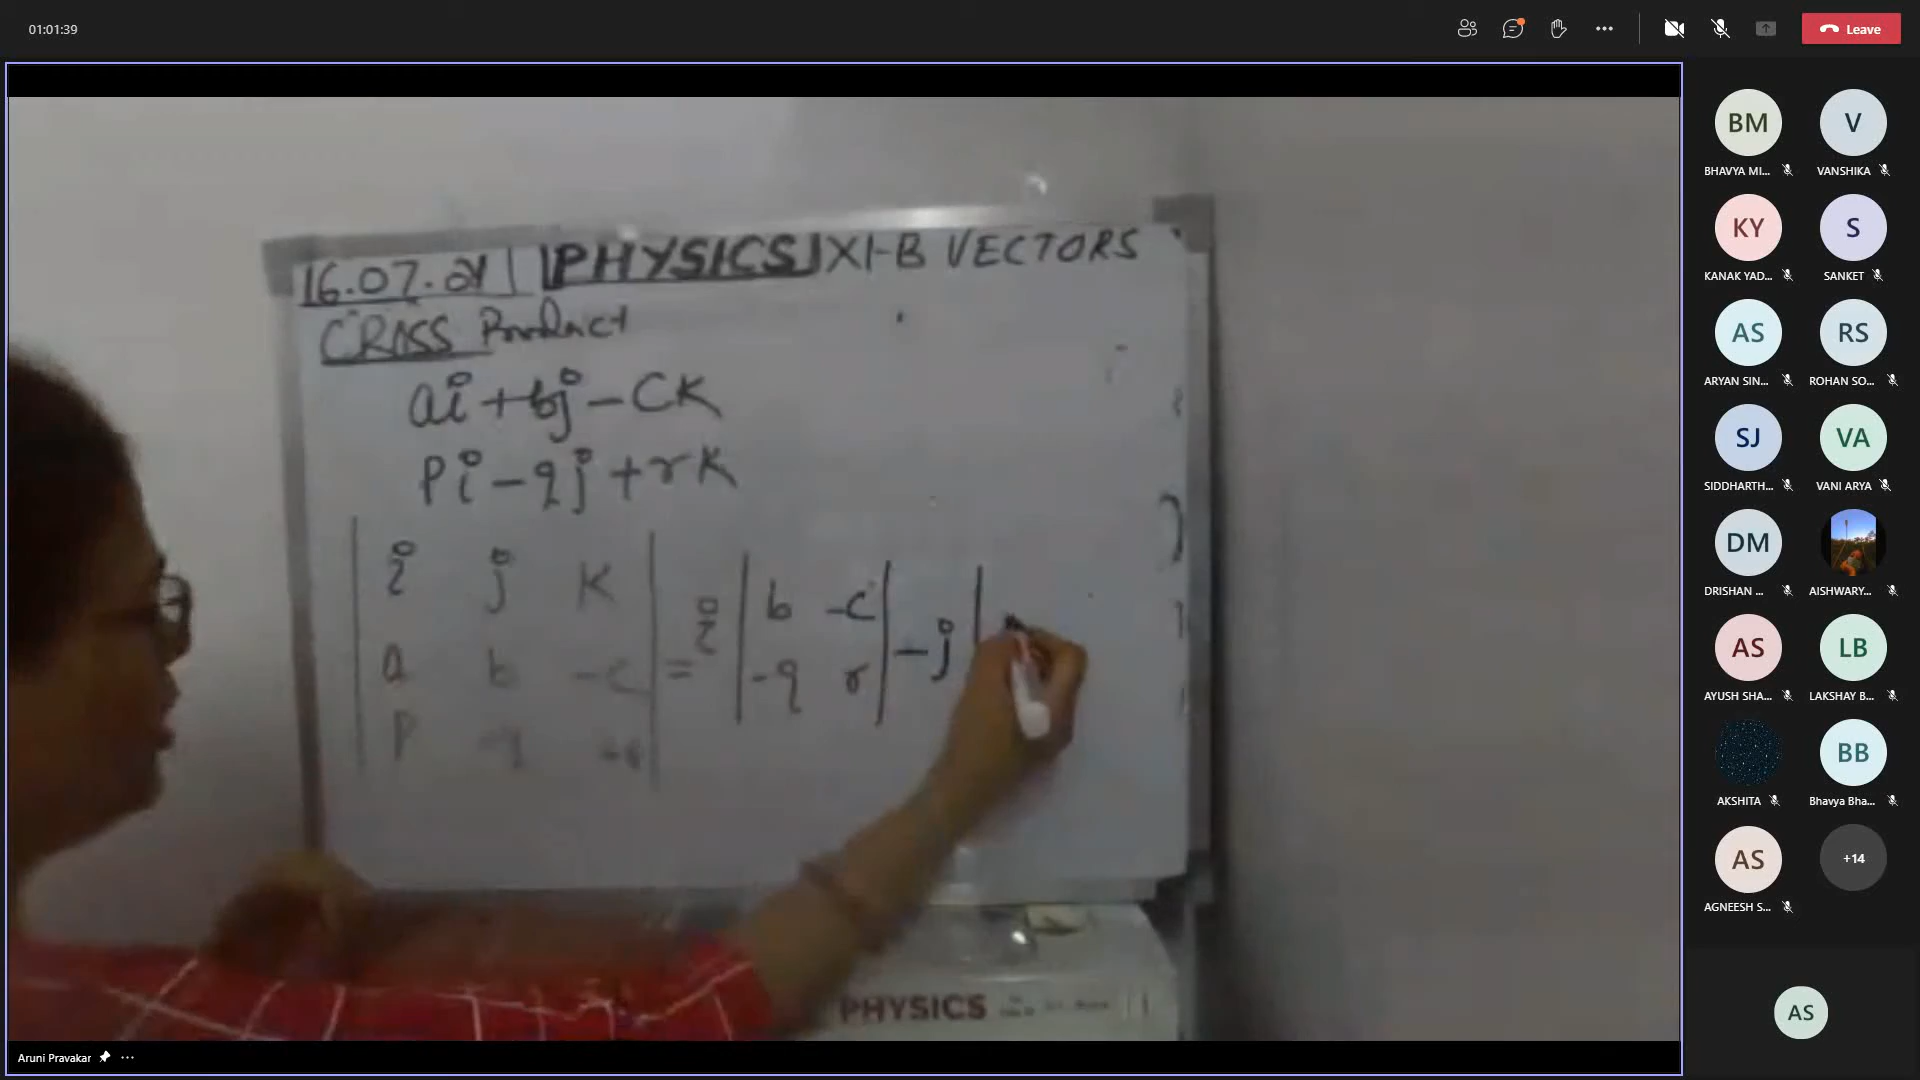 01:01:39
Leave
16.07.21 PHYSICS XI-B VECTORS
CROSS Product
ai + bj - CK
Pi - qj + rK
i j K
a b -c = i | b -c | - j |
P -q +r | -q r |
PHYSICS
Aruni Pravakar
BM V
BHAVYA MI... VANSHIKA
KY S
KANAK YAD... SANKET
AS RS
ARYAN SIN... ROHAN SO...
SJ VA
SIDDHARTH... VANI ARYA
DM
DRISHAN ... AISHWARY...
AS LB
AYUSH SHA... LAKSHAY B...
BB
AKSHITA Bhavya Bha...
AS +14
AGNEESH S...
AS